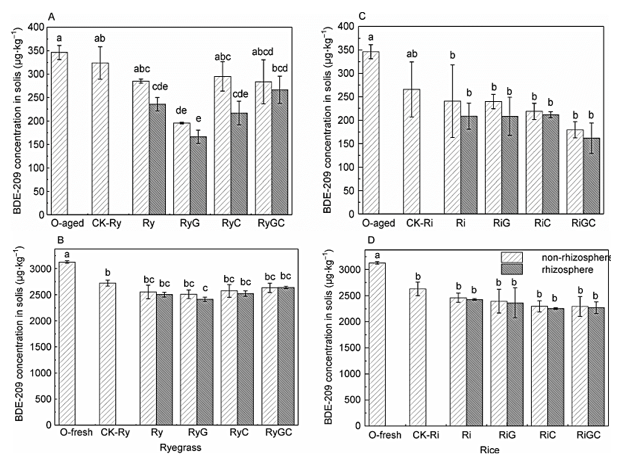 A
BDE-209 concentration in solis (μg·kg⁻¹)
400
350
300
250
200
150
100
50
0
a
ab
abc
cde
de
e
abc
cde
abcd
bcd
O-aged CK-Ry Ry RyG RyC RyGC
C
BDE-209 concentration in solis (μg·kg⁻¹)
400
350
300
250
200
150
100
50
0
a
ab
b
b
b
b
b
b
b
b
O-aged CK-Ri Ri RiG RiC RiGC
B
BDE-209 concentration in solis (μg·kg⁻¹)
3000
2500
2000
1500
1000
500
0
a
b
bc bc
bc c
bc bc
bc bc
O-fresh CK-Ry Ry RyG RyC RyGC
Ryegrass
D
BDE-209 concentration in solis (μg·kg⁻¹)
3000
2500
2000
1500
1000
500
0
non-rhizosphere
rhizosphere
a
b
b b
b b
b b
b b
O-fresh CK-Ri Ri RiG RiC RiGC
Rice